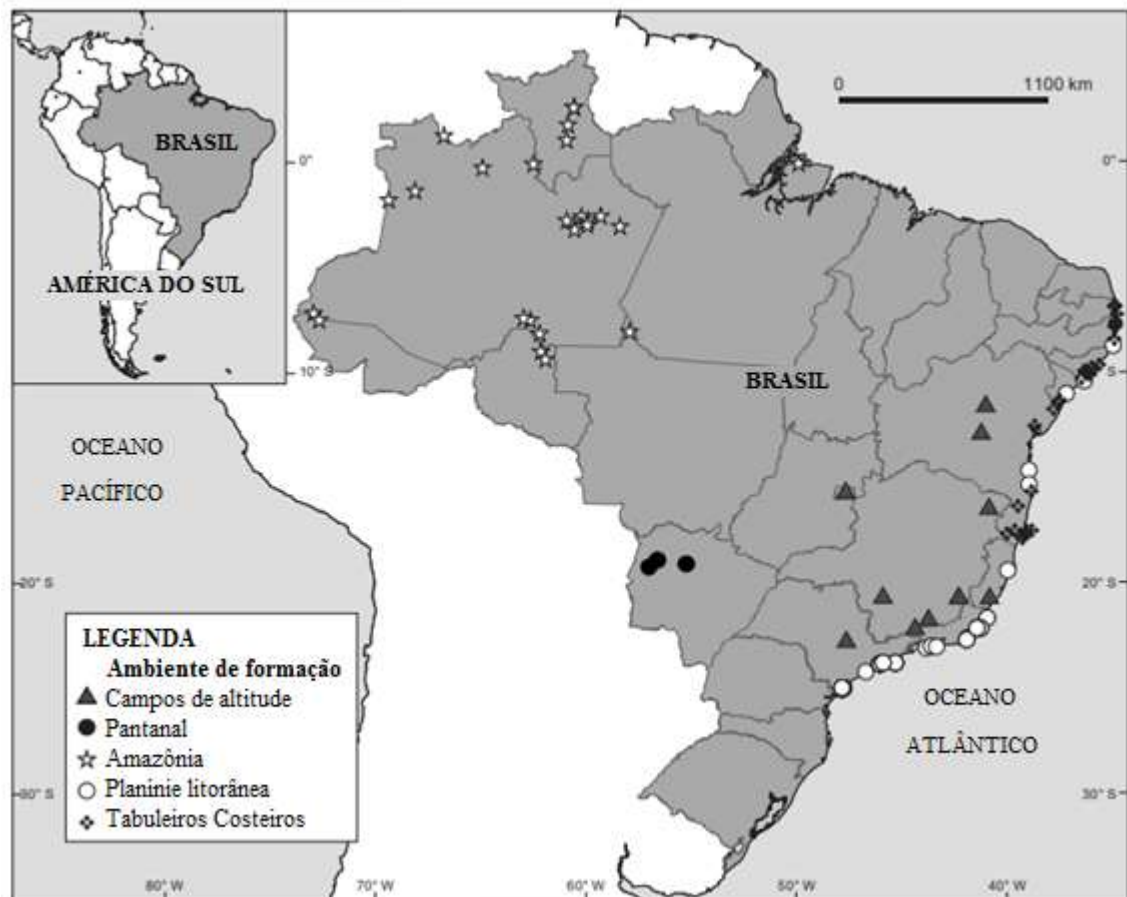 BRASIL
AMÉRICA DO SUL
0 1100 km
0°
0°
10° S
5° S
BRASIL
OCEANO
PACÍFICO
20° S
20° S
LEGENDA
Ambiente de formação
Campos de altitude
Pantanal
Amazônia
Planinie litorânea
Tabuleiros Costeiros
OCEANO
ATLÂNTICO
30° S
30° S
80° W
70° W
60° W
50° W
40° W